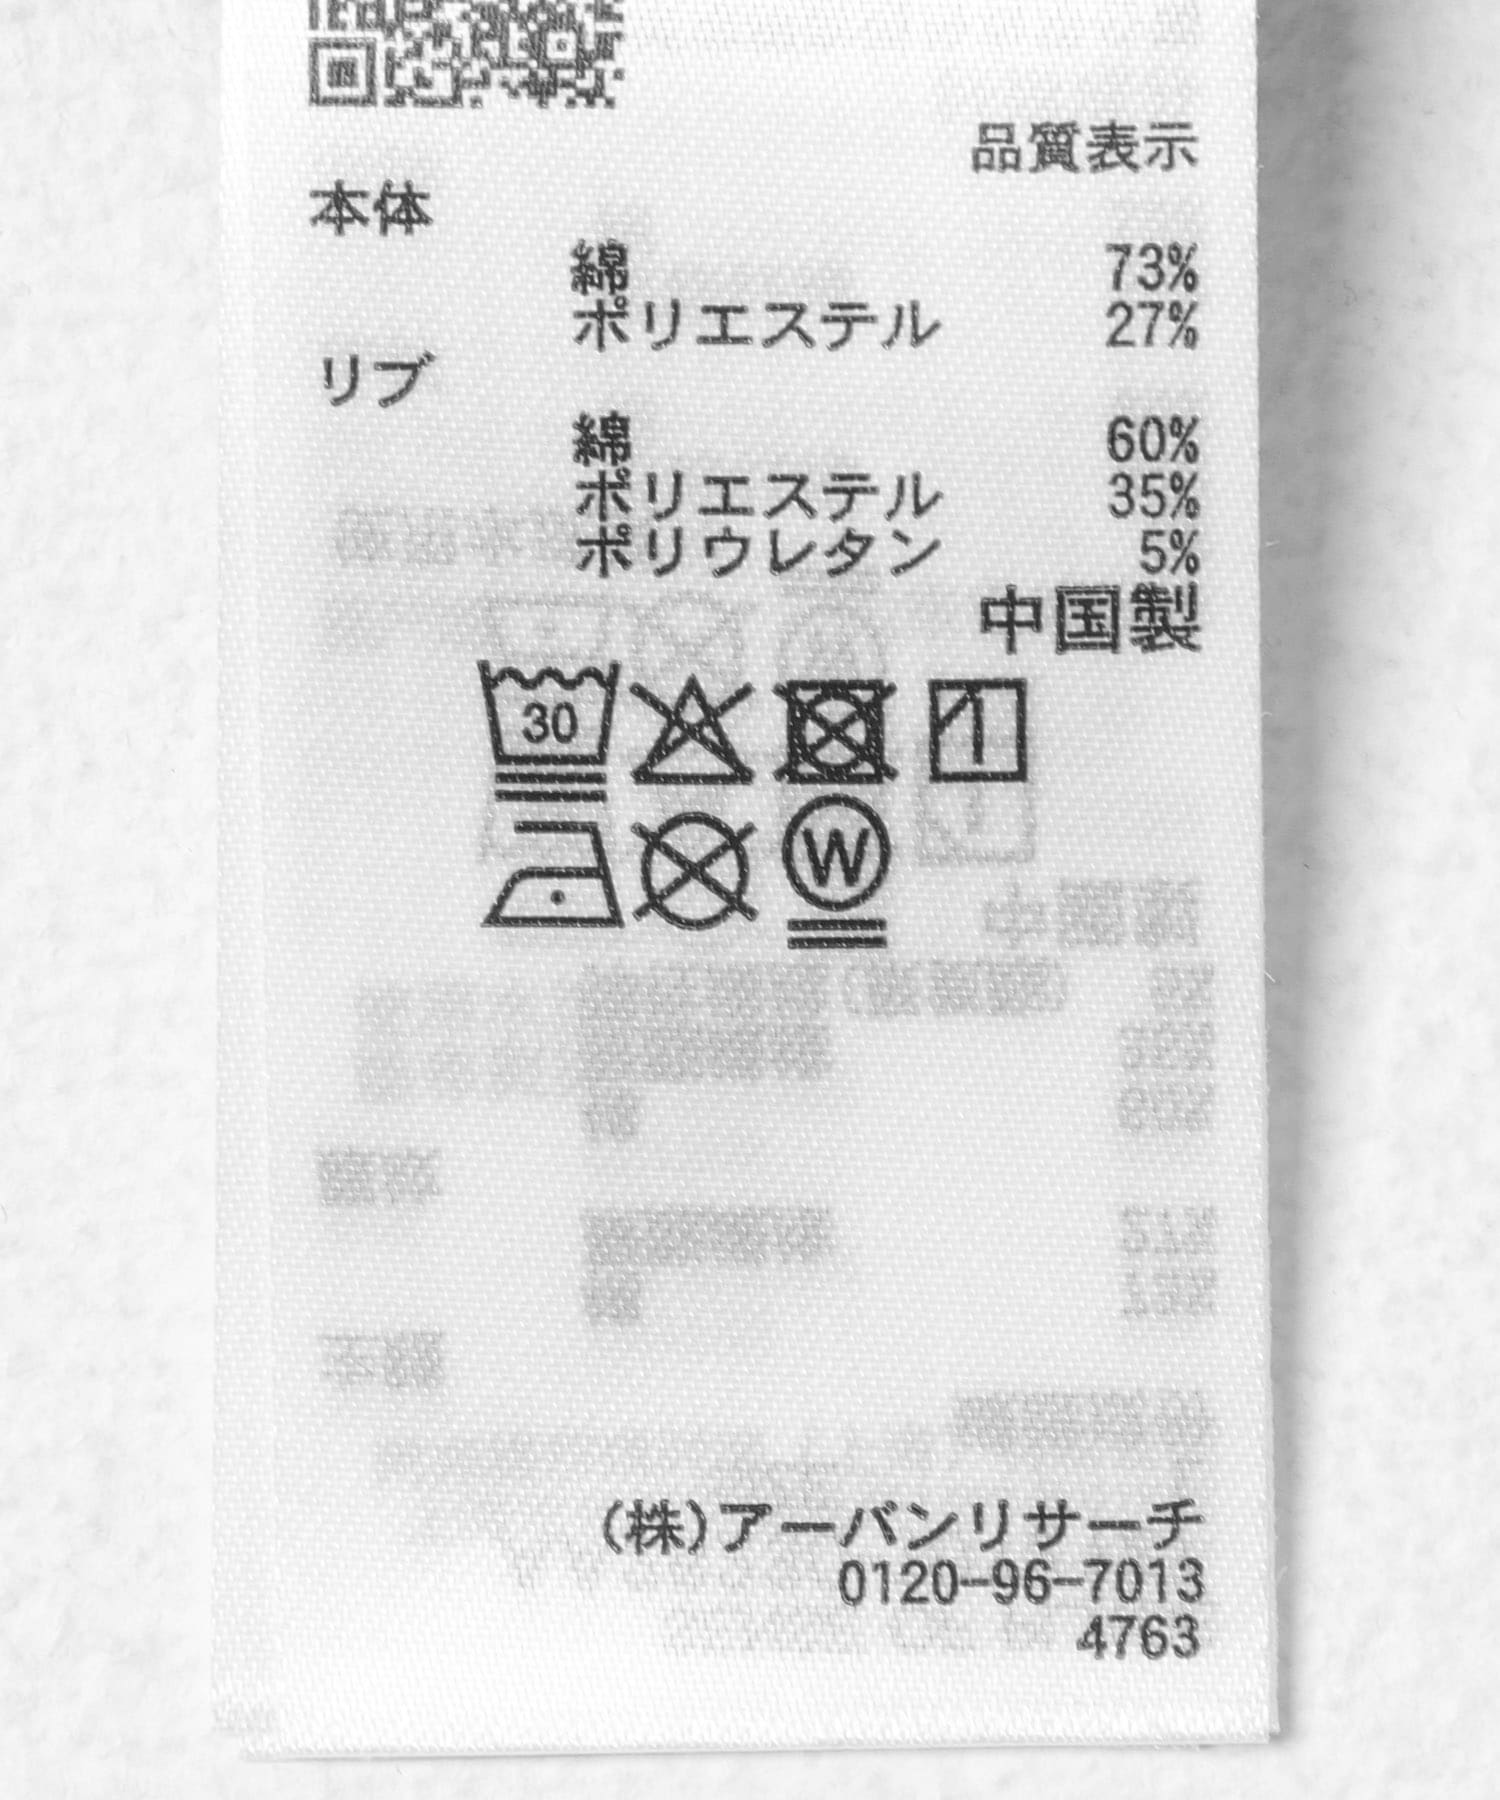 品質表示
本体
綿 73%
ポリエステル 27%
リブ
綿 60%
ポリエステル 35%
ポリウレタン 5%
中国製
30
W
(株)アーバンリサーチ
0120-96-7013
4763